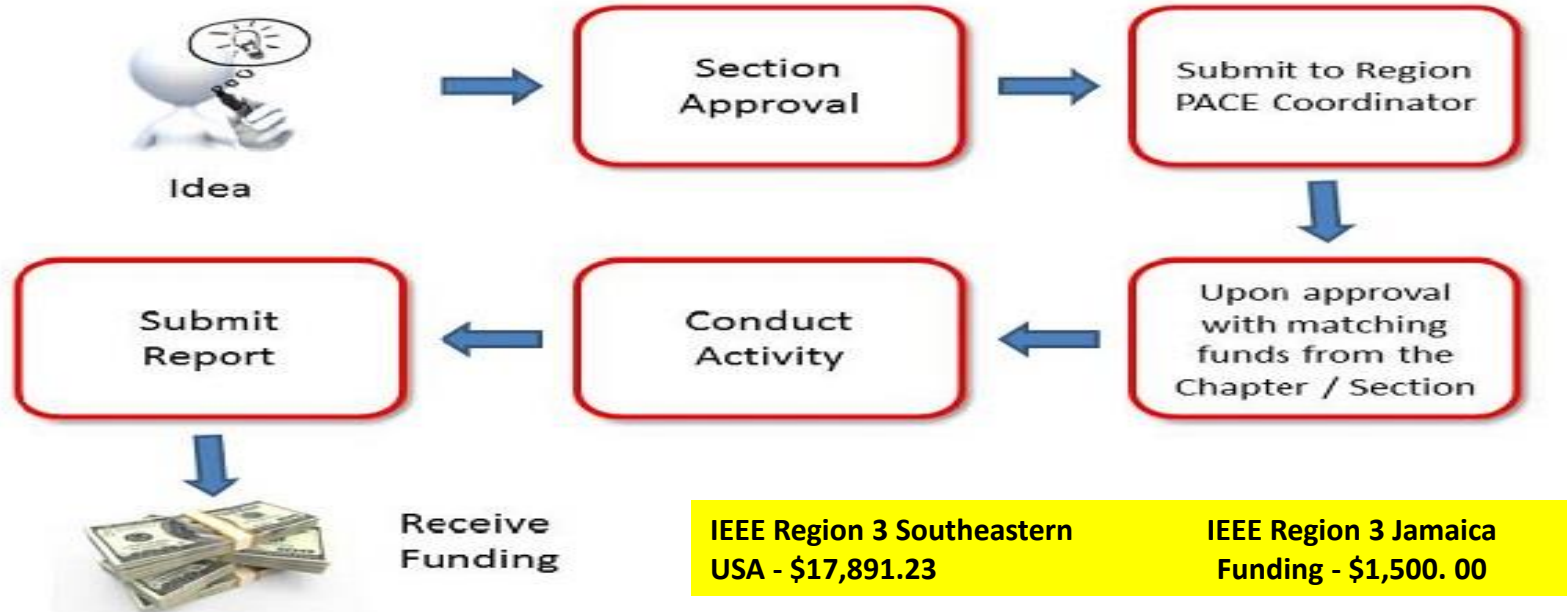 Idea
Section
Approval
Submit to Region
PACE Coordinator
Upon approval
with matching
funds from the
Chapter / Section
Conduct
Activity
Submit
Report
Receive
Funding
IEEE Region 3 Southeastern
USA - $17,891.23
IEEE Region 3 Jamaica
Funding - $1,500. 00